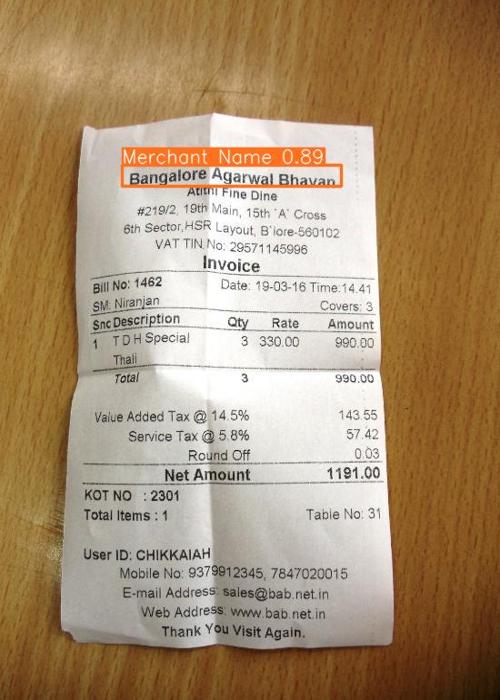 Merchant Name 0.89
Bangalore Agarwal Bhavan
Atithi Fine Dine
#219/2, 19th Main, 15th 'A' Cross
6th Sector,HSR Layout, B'lore-560102
VAT TIN No: 29571145996
Invoice
Bill No: 1462 Date: 19-03-16 Time:14.41
SM: Niranjan Covers: 3
Snc Description Qty Rate Amount
1 T D H Special 3 330.00 990.00
Thali
Total 3 990.00
Value Added Tax @ 14.5% 143.55
Service Tax @ 5.8% 57.42
Round Off 0.03
Net Amount 1191.00
KOT NO : 2301
Total Items : 1 Table No: 31
User ID: CHIKKAIAH
Mobile No: 9379912345, 7847020015
E-mail Address: sales@bab.net.in
Web Address: www.bab.net.in
Thank You Visit Again.